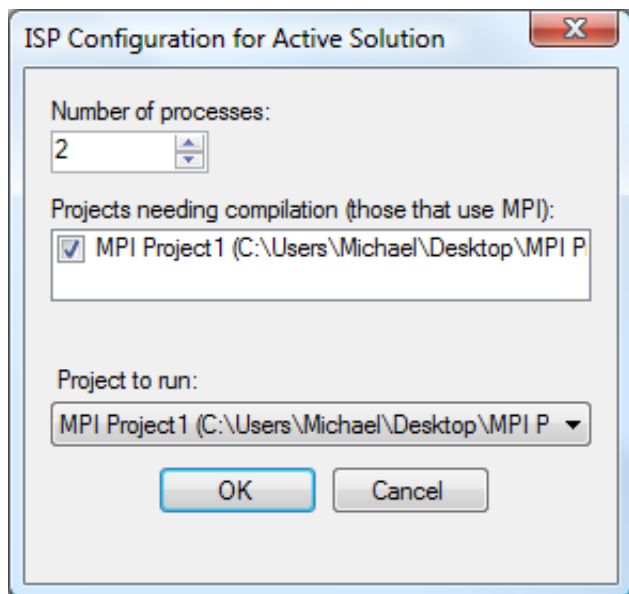 ISP Configuration for Active Solution
Number of processes:
2
Projects needing compilation (those that use MPI):
MPI Project1 (C:\Users\Michael\Desktop\MPI P
Project to run:
MPI Project1 (C:\Users\Michael\Desktop\MPI P
OK Cancel